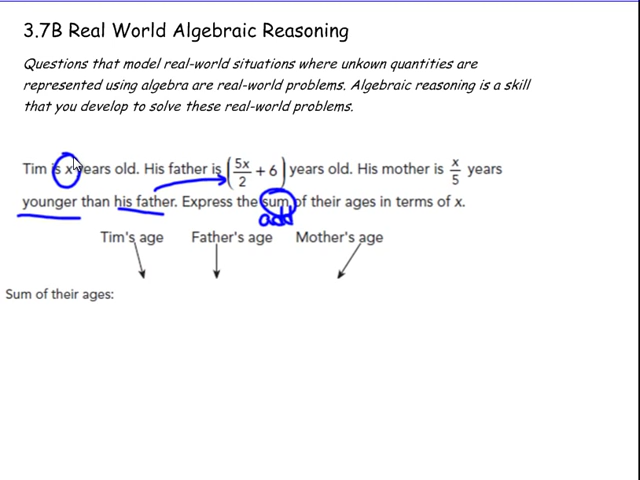 3.7B Real World Algebraic Reasoning
Questions that model real-world situations where unkown quantities are
represented using algebra are real-world problems. Algebraic reasoning is a skill
that you develop to solve these real-world problems.
Tim is x years old. His father is (5x/2 + 6) years old. His mother is x/5 years
younger than his father. Express the sum of their ages in terms of x.
add
Tim's age Father's age Mother's age
Sum of their ages: